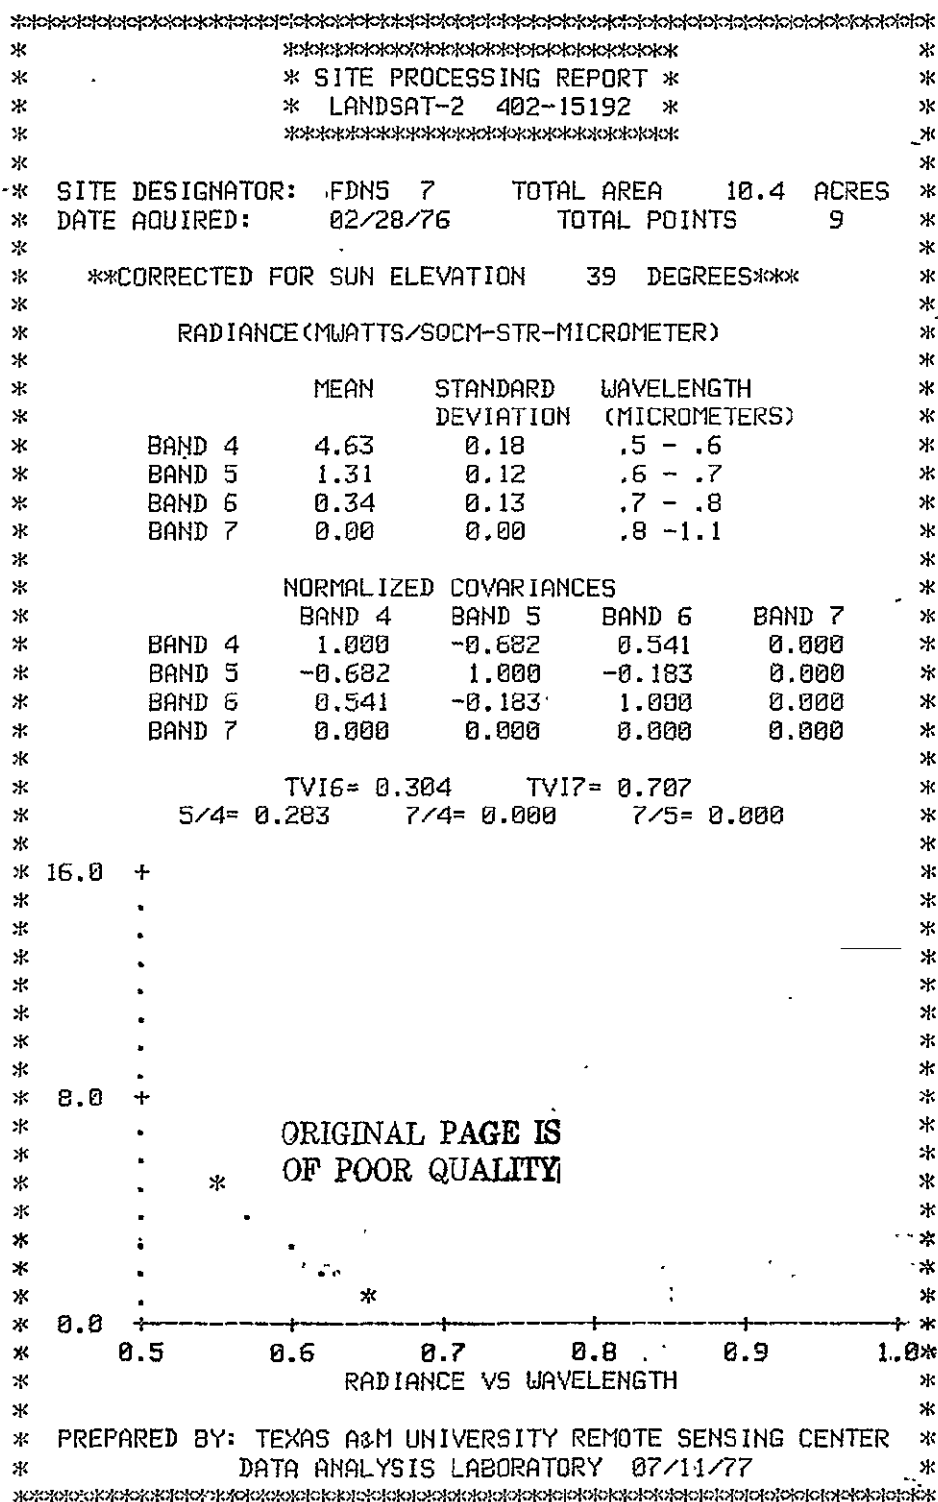 ****************************
* SITE PROCESSING REPORT *
* LANDSAT-2 402-15192 *
****************************
SITE DESIGNATOR: FDN5 7 TOTAL AREA 10.4 ACRES
DATE AQUIRED: 02/28/76 TOTAL POINTS 9
**CORRECTED FOR SUN ELEVATION 39 DEGREES***
RADIANCE(MWATTS/SQCM-STR-MICROMETER)
MEAN STANDARD WAVELENGTH
DEVIATION (MICROMETERS)
BAND 4 4.63 0.18 .5 - .6
BAND 5 1.31 0.12 .6 - .7
BAND 6 0.34 0.13 .7 - .8
BAND 7 0.00 0.00 .8 -1.1
NORMALIZED COVARIANCES
BAND 4 BAND 5 BAND 6 BAND 7
BAND 4 1.000 -0.682 0.541 0.000
BAND 5 -0.682 1.000 -0.183 0.000
BAND 6 0.541 -0.183 1.000 0.000
BAND 7 0.000 0.000 0.000 0.000
TVI6= 0.304 TVI7= 0.707
5/4= 0.283 7/4= 0.000 7/5= 0.000
16.0
8.0
ORIGINAL PAGE IS
OF POOR QUALITY
0.0
0.5 0.6 0.7 0.8 0.9 1.0
RADIANCE VS WAVELENGTH
PREPARED BY: TEXAS A&M UNIVERSITY REMOTE SENSING CENTER
DATA ANALYSIS LABORATORY 07/11/77